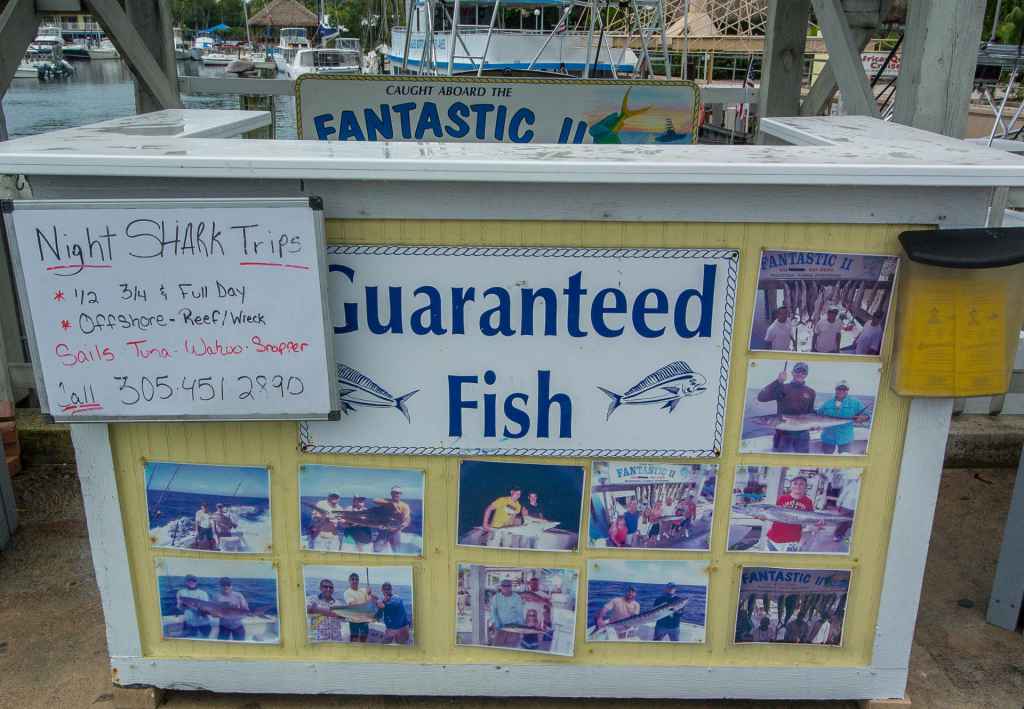 CAUGHT ABOARD THE
FANTASTIC II
Night SHARK Trips
* 1/2 3/4 & Full Day
* Offshore - Reef/Wreck
Sails Tuna - Wahoo - Snapper
Call 305-451-2890
Guaranteed
Fish
FANTASTIC II
FANTASTIC II
FANTASTIC II